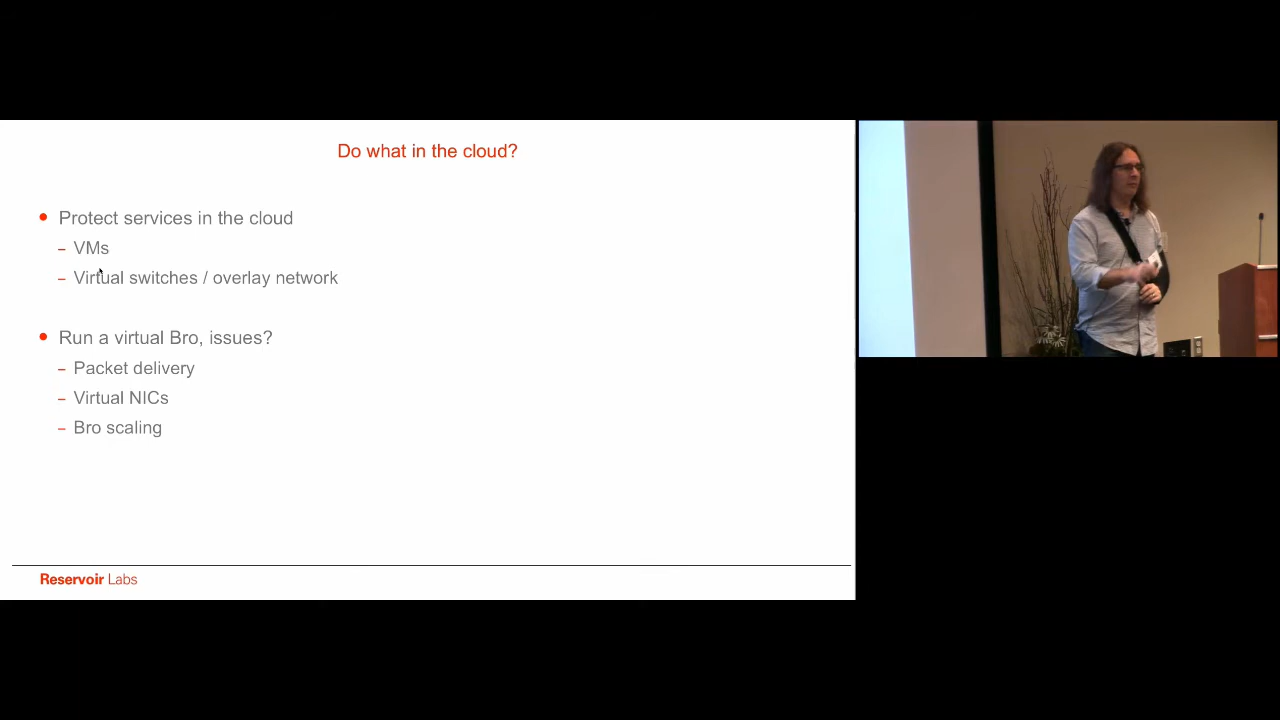 Do what in the cloud?
• Protect services in the cloud
– VMs
– Virtual switches / overlay network
• Run a virtual Bro, issues?
– Packet delivery
– Virtual NICs
– Bro scaling
Reservoir Labs